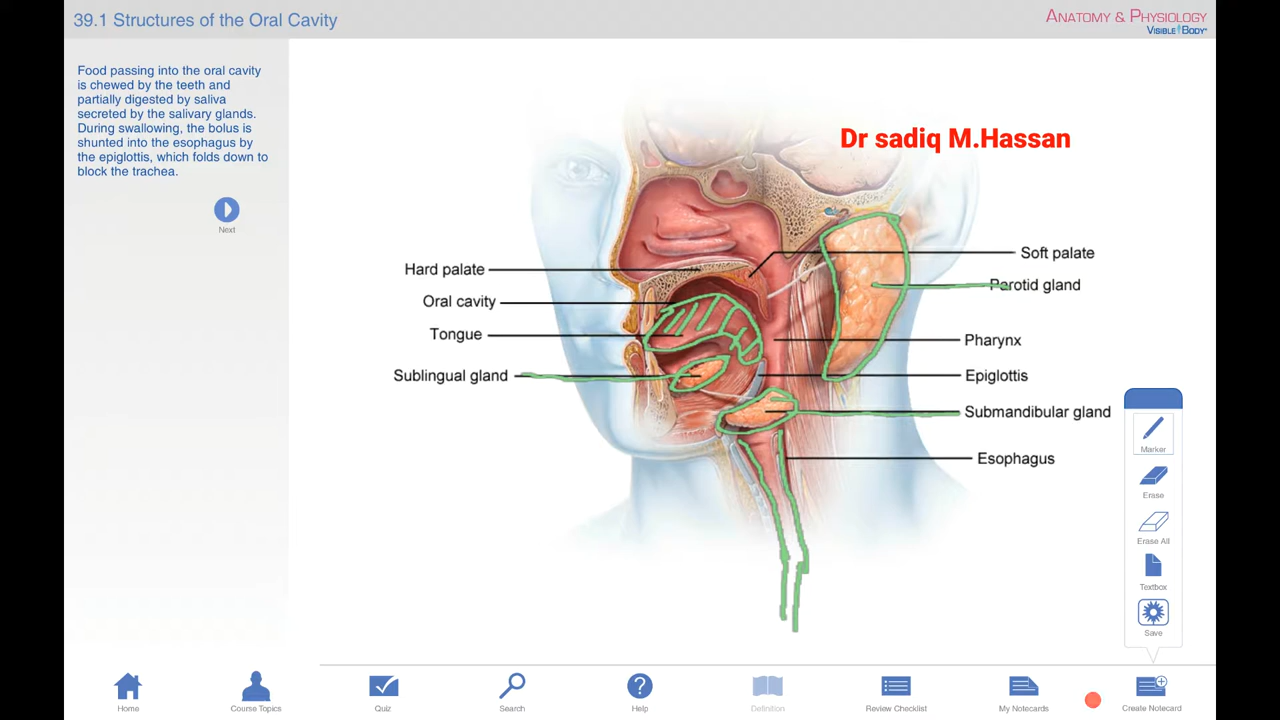 39.1 Structures of the Oral Cavity
ANATOMY & PHYSIOLOGY
VISIBLE BODY®
Food passing into the oral cavity
is chewed by the teeth and
partially digested by saliva
secreted by the salivary glands.
During swallowing, the bolus is
shunted into the esophagus by
the epiglottis, which folds down to
block the trachea.
Next
Dr sadiq M.Hassan
Hard palate
Oral cavity
Tongue
Sublingual gland
Soft palate
Parotid gland
Pharynx
Epiglottis
Submandibular gland
Esophagus
Marker
Erase
Erase All
Textbox
Save
Home
Course Topics
Quiz
Search
Help
Definition
Review Checklist
My Notecards
Create Notecard